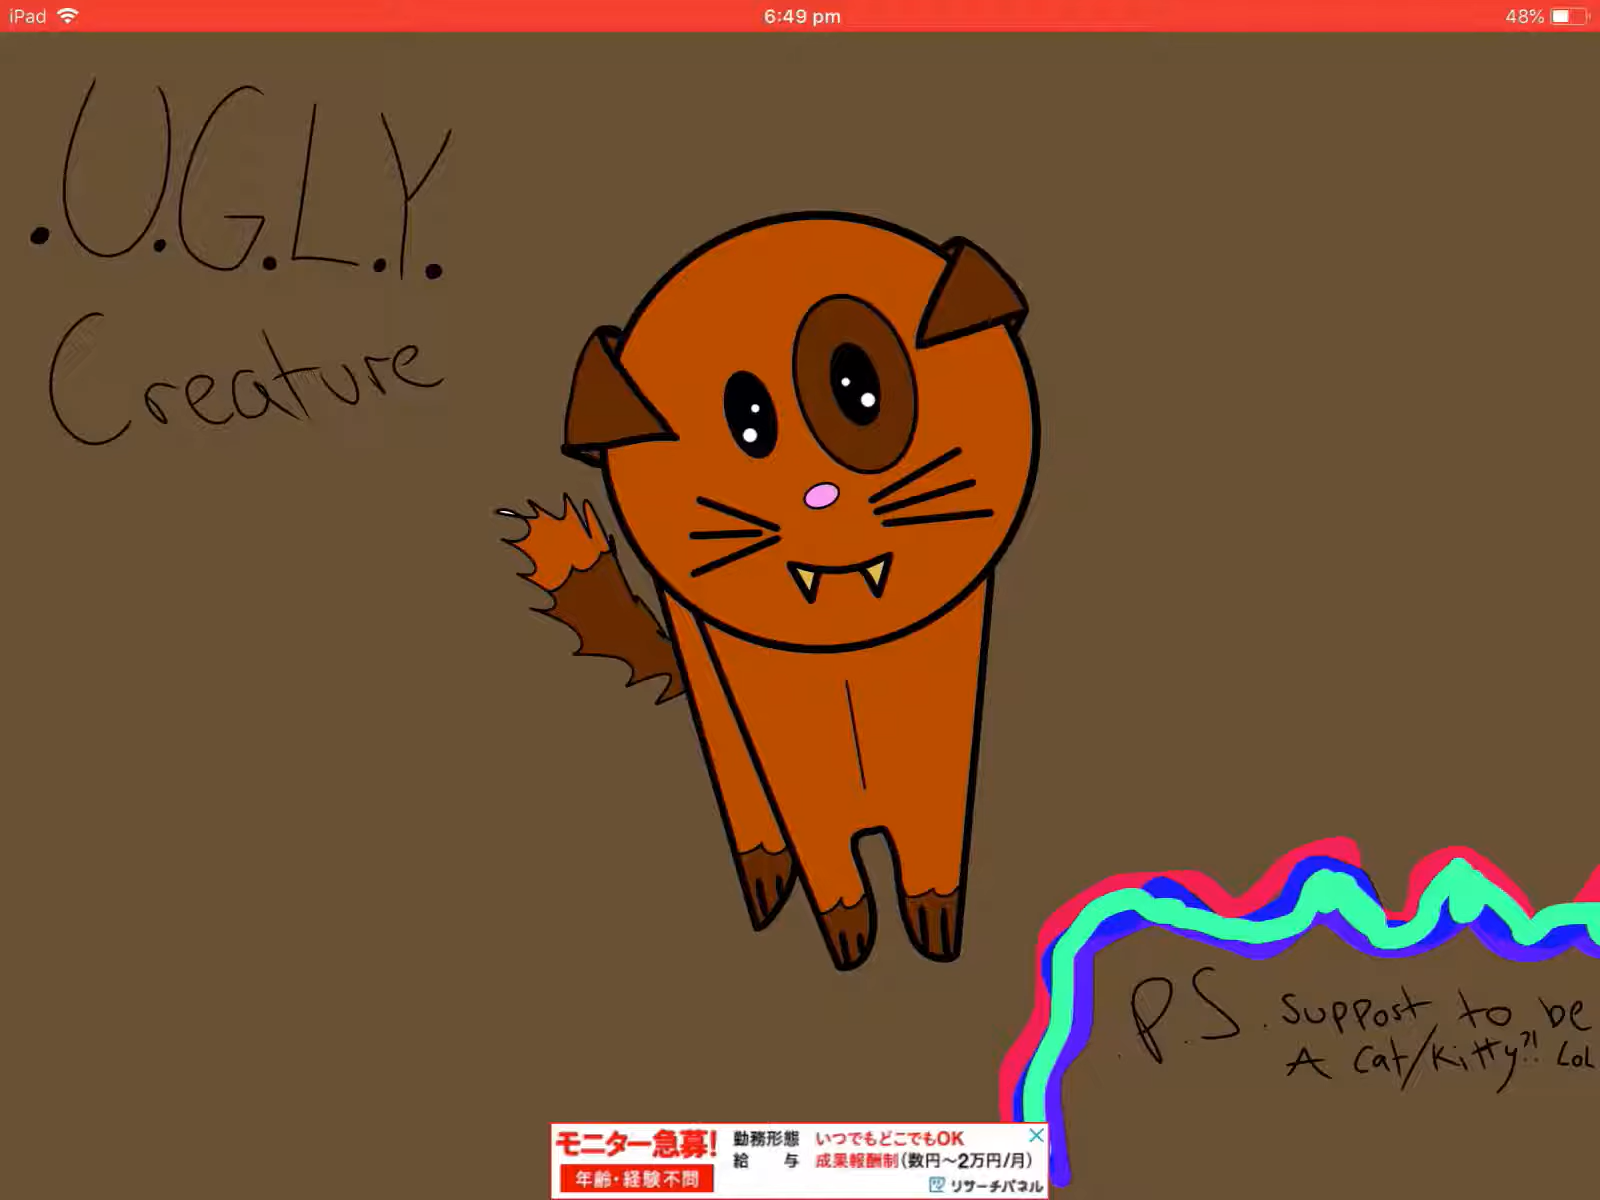 iPad 6:49 pm 48%
.U.G.L.Y.
Creature
.P.S. Suppost to be
A Cat/Kitty?! LoL
モニター急募!
年齢・経験不問
勤務形態 いつでもどこでもOK
給与 成果報酬制(数円～2万円/月)
リサーチパネル